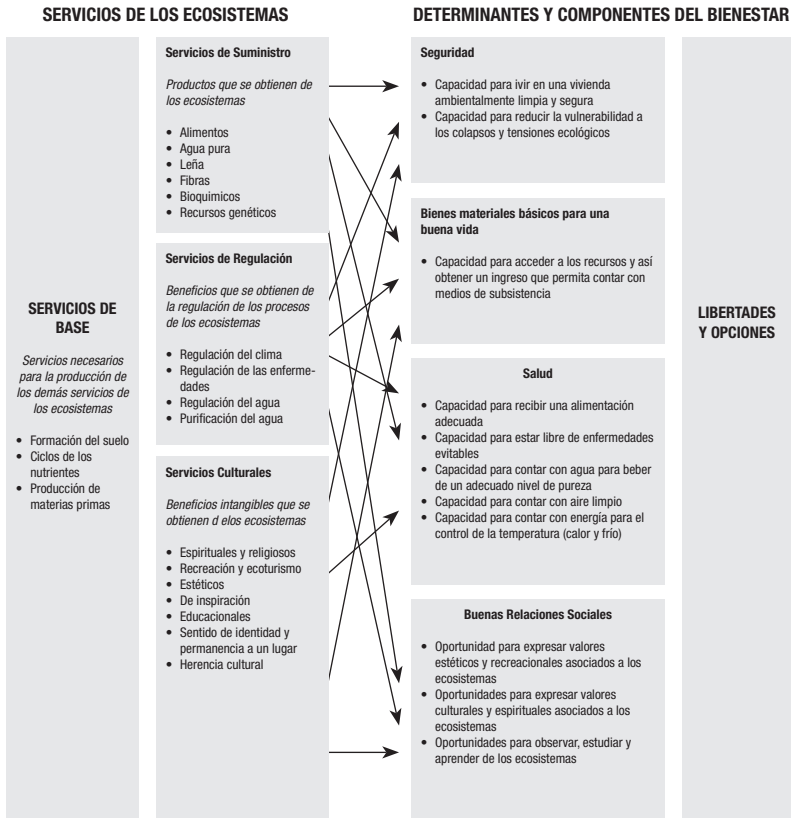 SERVICIOS DE LOS ECOSISTEMAS
DETERMINANTES Y COMPONENTES DEL BIENESTAR
SERVICIOS DE
BASE
Servicios necesarios
para la producción de
los demás servicios de
los ecosistemas
• Formación del suelo
• Ciclos de los
nutrientes
• Producción de
materias primas
Servicios de Suministro
Productos que se obtienen de
los ecosistemas
• Alimentos
• Agua pura
• Leña
• Fibras
• Bioquimicos
• Recursos genéticos
Servicios de Regulación
Beneficios que se obtienen de
la regulación de los procesos
de los ecosistemas
• Regulación del clima
• Regulación de las enferme-
dades
• Regulación del agua
• Purificación del agua
Servicios Culturales
Beneficios intangibles que se
obtienen d elos ecosistemas
• Espirituales y religiosos
• Recreación y ecoturismo
• Estéticos
• De inspiración
• Educacionales
• Sentido de identidad y
permanencia a un lugar
• Herencia cultural
Seguridad
• Capacidad para ivir en una vivienda
ambientalmente limpia y segura
• Capacidad para reducir la vulnerabilidad a
los colapsos y tensiones ecológicos
Bienes materiales básicos para una
buena vida
• Capacidad para acceder a los recursos y así
obtener un ingreso que permita contar con
medios de subsistencia
Salud
• Capacidad para recibir una alimentación
adecuada
• Capacidad para estar libre de enfermedades
evitables
• Capacidad para contar con agua para beber
de un adecuado nivel de pureza
• Capacidad para contar con aire limpio
• Capacidad para contar con energía para el
control de la temperatura (calor y frío)
Buenas Relaciones Sociales
• Oportunidad para expresar valores
estéticos y recreacionales asociados a los
ecosistemas
• Oportunidades para expresar valores
culturales y espirituales asociados a los
ecosistemas
• Oportunidades para observar, estudiar y
aprender de los ecosistemas
LIBERTADES
Y OPCIONES